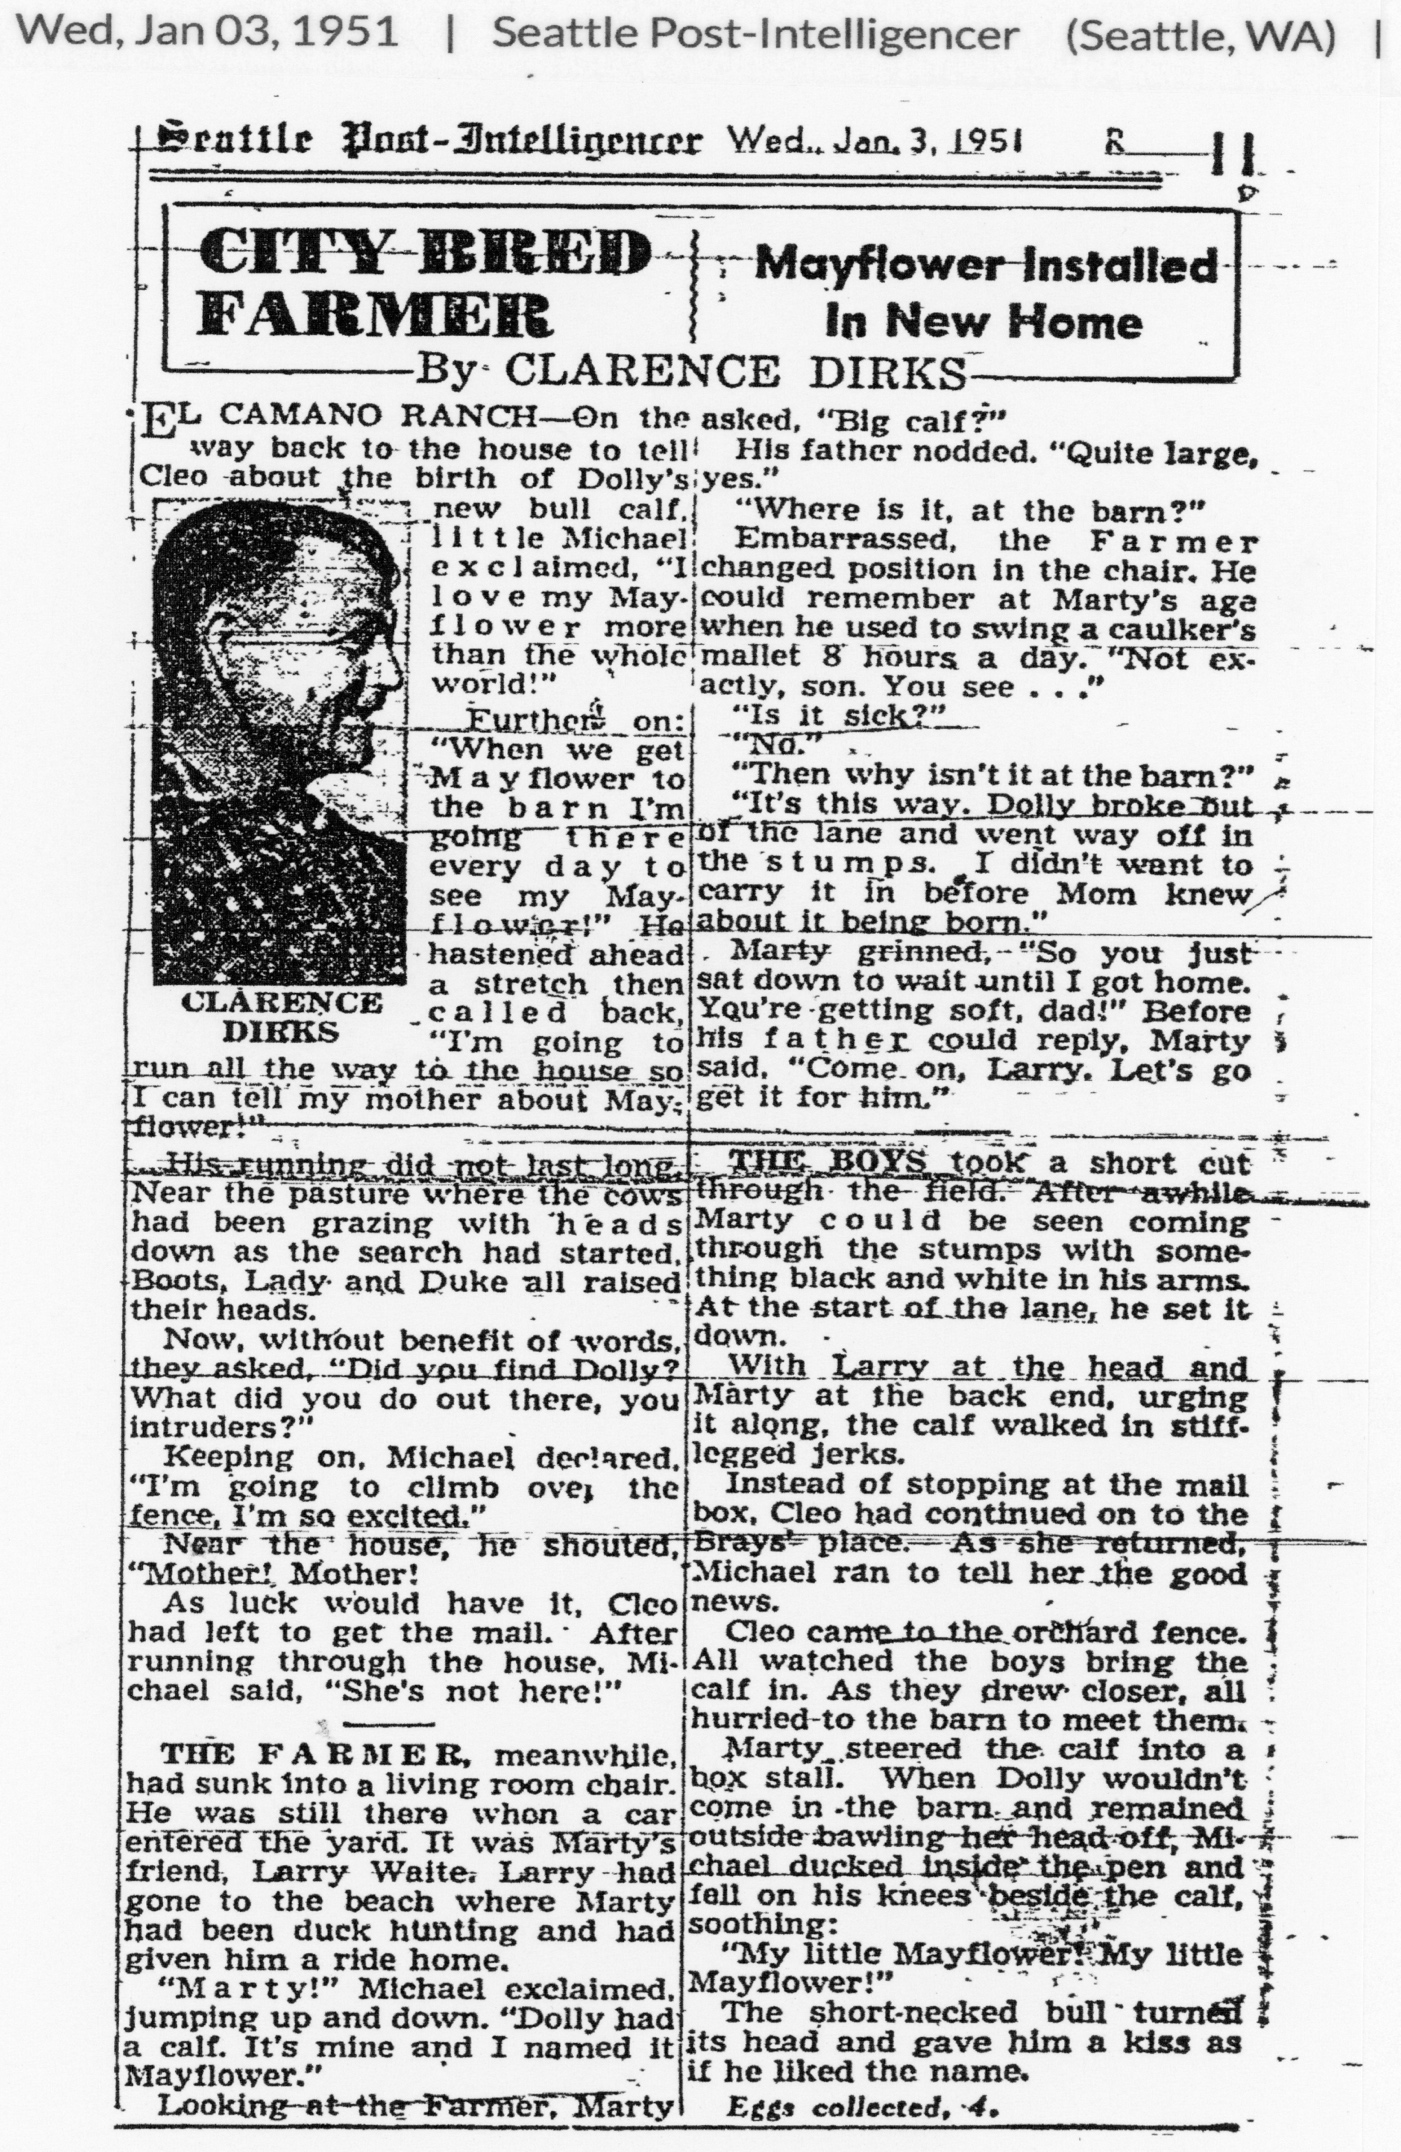 Wed, Jan 03, 1951 | Seattle Post-Intelligencer (Seattle, WA) |
Seattle Post-Intelligencer Wed., Jan. 3, 1951 R 11
CITY BRED
FARMER
Mayflower Installed
In New Home
By CLARENCE DIRKS
EL CAMANO RANCH—On the
way back to the house to tell
Cleo about the birth of Dolly's
new bull calf,
little Michael
exclaimed, "I
love my May-
flower more
than the whole
world!"
Further on:
"When we get
Mayflower to
the barn I'm
going there
every day to
see my May-
flower!" He
hastened ahead
a stretch then
called back,
"I'm going to
CLARENCE
DIRKS
run all the way to the house so
I can tell my mother about May-
flower!"
His running did not last long.
Near the pasture where the cows
had been grazing with heads
down as the search had started,
Boots, Lady and Duke all raised
their heads.
Now, without benefit of words,
they asked, "Did you find Dolly?
What did you do out there, you
intruders?"
Keeping on, Michael declared,
"I'm going to climb over the
fence, I'm so excited."
Near the house, he shouted,
"Mother! Mother!
As luck would have it, Cleo
had left to get the mail. After
running through the house, Mi-
chael said, "She's not here!"
THE FARMER, meanwhile,
had sunk into a living room chair.
He was still there when a car
entered the yard. It was Marty's
friend, Larry Waite. Larry had
gone to the beach where Marty
had been duck hunting and had
given him a ride home.
"Marty!" Michael exclaimed,
jumping up and down. "Dolly had
a calf. It's mine and I named it
Mayflower."
Looking at the Farmer, Marty
asked, "Big calf?"
His father nodded. "Quite large,
yes."
"Where is it, at the barn?"
Embarrassed, the Farmer
changed position in the chair. He
could remember at Marty's age
when he used to swing a caulker's
mallet 8 hours a day. "Not ex-
actly, son. You see . . ."
"Is it sick?"
"No."
"Then why isn't it at the barn?"
"It's this way. Dolly broke out
of the lane and went way off in
the stumps. I didn't want to
carry it in before Mom knew
about it being born."
Marty grinned, "So you just
sat down to wait until I got home.
You're getting soft, dad!" Before
his father could reply, Marty
said, "Come on, Larry. Let's go
get it for him."
THE BOYS took a short cut
through the field. After awhile
Marty could be seen coming
through the stumps with some-
thing black and white in his arms.
At the start of the lane, he set it
down.
With Larry at the head and
Marty at the back end, urging
it along, the calf walked in stiff-
legged jerks.
Instead of stopping at the mail
box, Cleo had continued on to the
Brays' place. As she returned,
Michael ran to tell her the good
news.
Cleo came to the orchard fence.
All watched the boys bring the
calf in. As they drew closer, all
hurried to the barn to meet them.
Marty steered the calf into a
box stall. When Dolly wouldn't
come in the barn and remained
outside bawling her head off, Mi-
chael ducked inside the pen and
fell on his knees beside the calf,
soothing:
"My little Mayflower! My little
Mayflower!"
The short-necked bull turned
its head and gave him a kiss as
if he liked the name.
Eggs collected, 4.